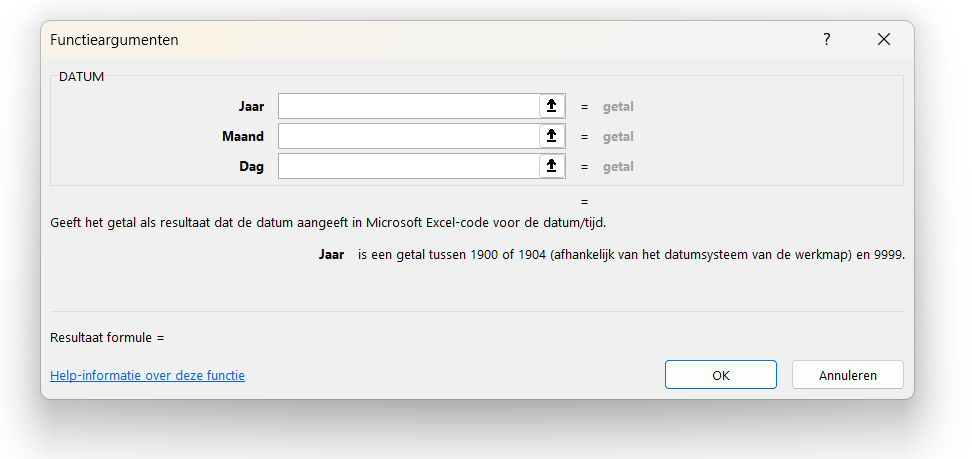 Functieargumenten ?
DATUM
Jaar = getal
Maand = getal
Dag = getal
=
Geeft het getal als resultaat dat de datum aangeeft in Microsoft Excel-code voor de datum/tijd.
Jaar is een getal tussen 1900 of 1904 (afhankelijk van het datumsysteem van de werkmap) en 9999.
Resultaat formule =
Help-informatie over deze functie OK Annuleren